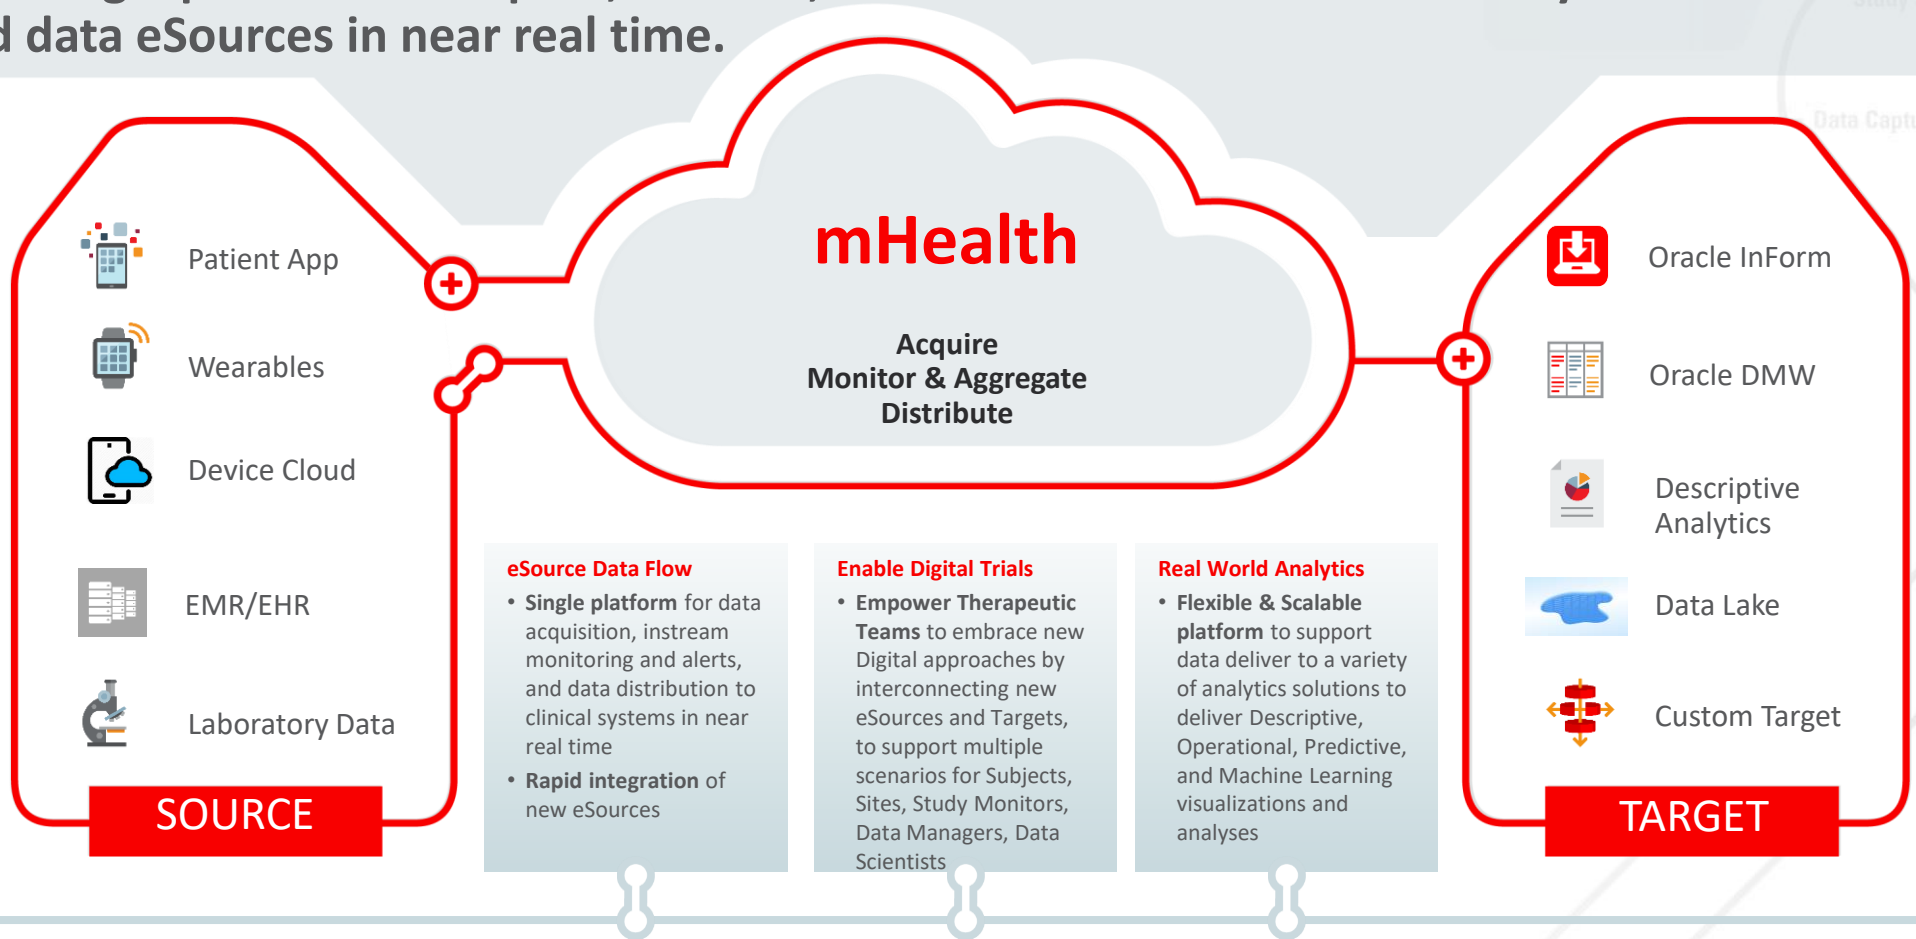 d data eSources in near real time.
Study
Data Captu
mHealth
Acquire
Monitor & Aggregate
Distribute
Patient App
Wearables
Device Cloud
EMR/EHR
Laboratory Data
SOURCE
eSource Data Flow
• Single platform for data
acquisition, instream
monitoring and alerts,
and data distribution to
clinical systems in near
real time
• Rapid integration of
new eSources
Enable Digital Trials
• Empower Therapeutic
Teams to embrace new
Digital approaches by
interconnecting new
eSources and Targets,
to support multiple
scenarios for Subjects,
Sites, Study Monitors,
Data Managers, Data
Scientists
Real World Analytics
• Flexible & Scalable
platform to support
data deliver to a variety
of analytics solutions to
deliver Descriptive,
Operational, Predictive,
and Machine Learning
visualizations and
analyses
Oracle InForm
Oracle DMW
Descriptive
Analytics
Data Lake
Custom Target
TARGET